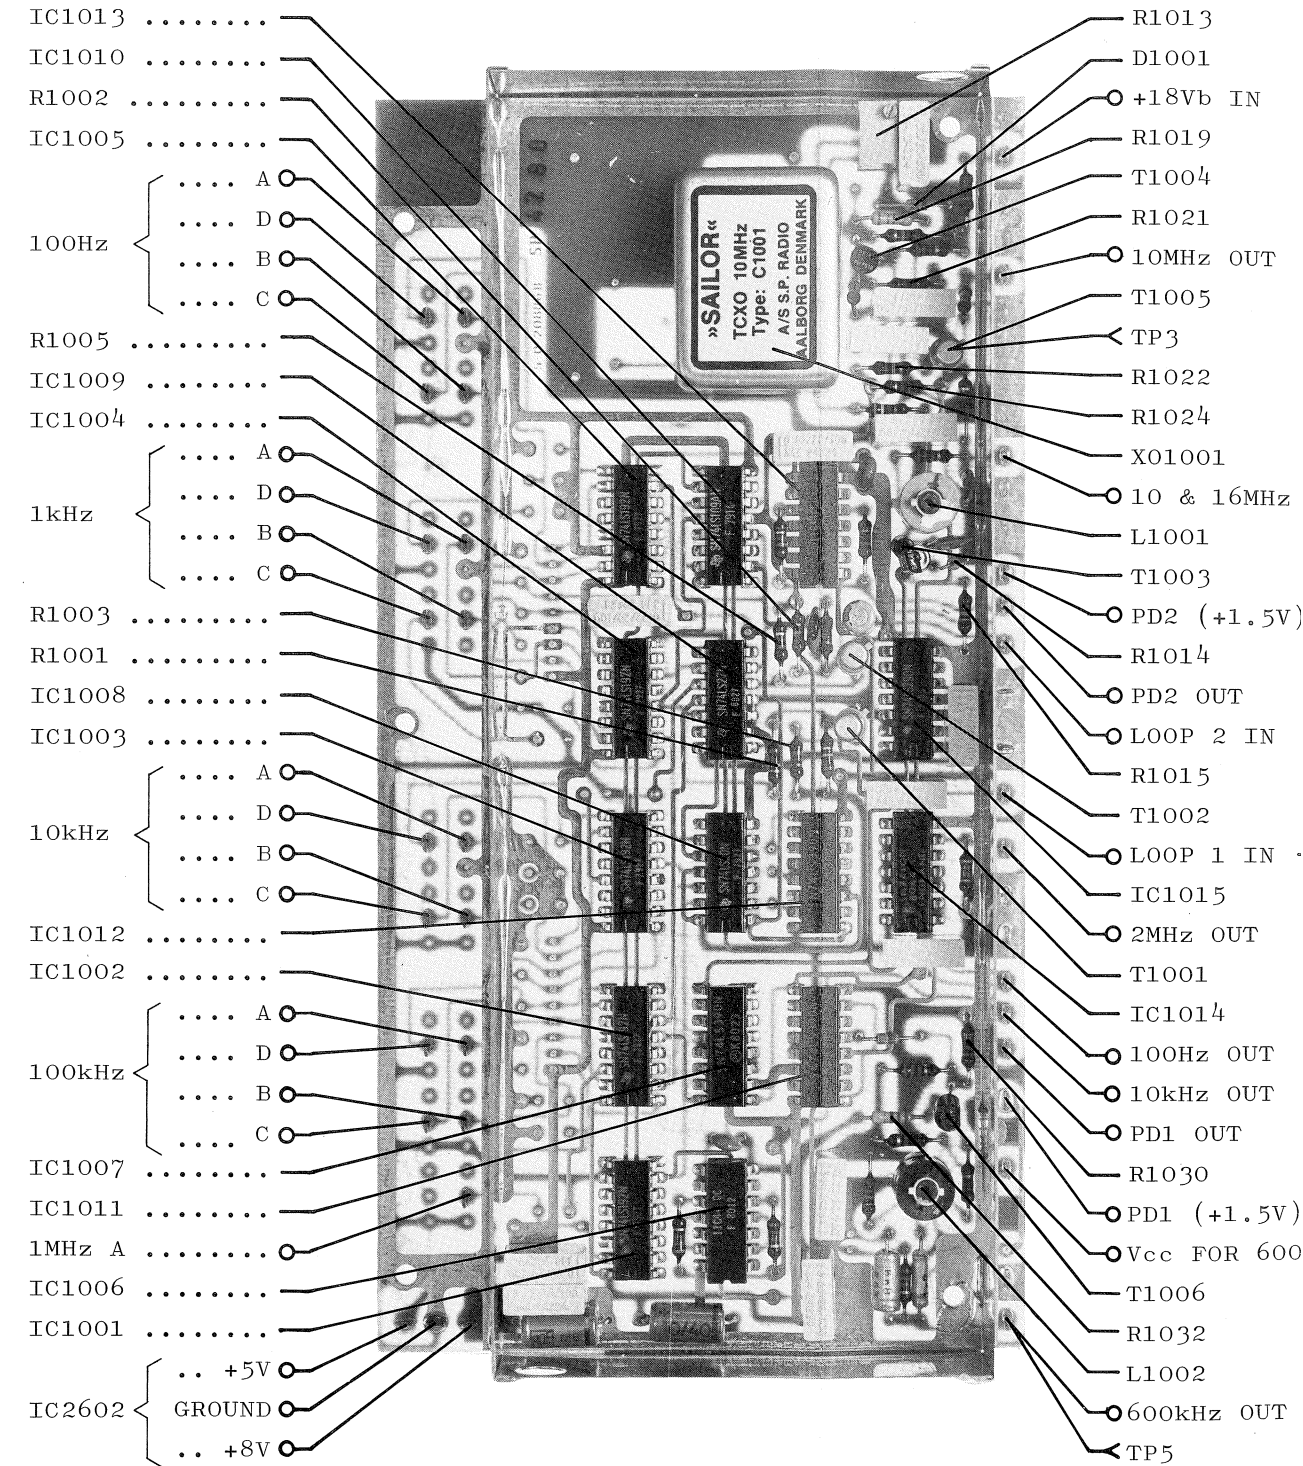 IC1013 ........
IC1010 ........
R1002 .........
IC1005 ........
100Hz
.... A
.... D
.... B
.... C
R1005 .........
IC1009 ........
IC1004 ........
1kHz
.... A
.... D
.... B
.... C
R1003 .........
R1001 .........
IC1008 ........
IC1003 ........
10kHz
.... A
.... D
.... B
.... C
IC1012 ........
IC1002 ........
100kHz
.... A
.... D
.... B
.... C
IC1007 ........
IC1011 ........
1MHz A ........
IC1006 ........
IC1001 ........
IC2602
.. +5V
GROUND
.. +8V
»SAILOR«
TCXO 10MHz
Type: C1001
A/S S.P. RADIO
AALBORG DENMARK
R1013
D1001
+18Vb IN
R1019
T1004
R1021
10MHz OUT
T1005
TP3
R1022
R1024
X01001
10 & 16MHz
L1001
T1003
PD2 (+1.5V)
R1014
PD2 OUT
LOOP 2 IN
R1015
T1002
LOOP 1 IN
IC1015
2MHz OUT
T1001
IC1014
100Hz OUT
10kHz OUT
PD1 OUT
R1030
PD1 (+1.5V)
Vcc FOR 600
T1006
R1032
L1002
600kHz OUT
TP5